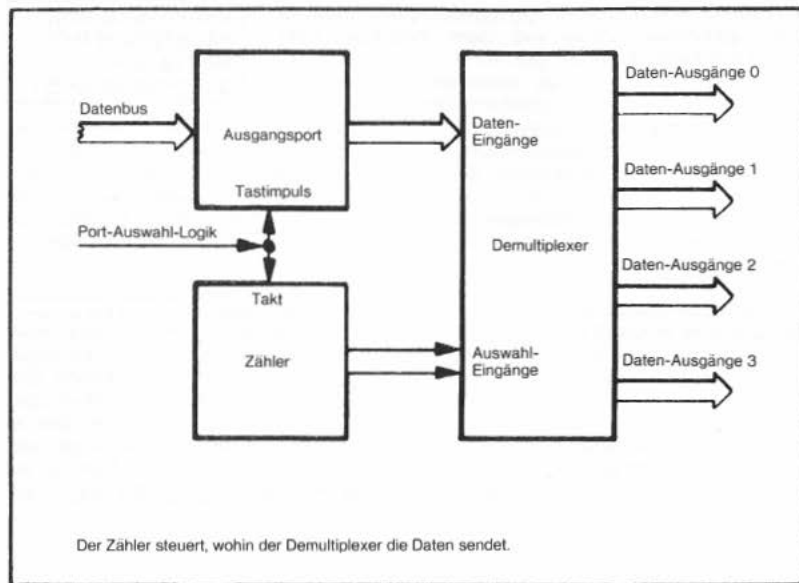 Datenbus
Ausgangsport
Tastimpuls
Port-Auswahl-Logik
Takt
Zähler
Daten-
Eingänge
Demultiplexer
Auswahl-
Eingänge
Daten-Ausgänge 0
Daten-Ausgänge 1
Daten-Ausgänge 2
Daten-Ausgänge 3
Der Zähler steuert, wohin der Demultiplexer die Daten sendet.